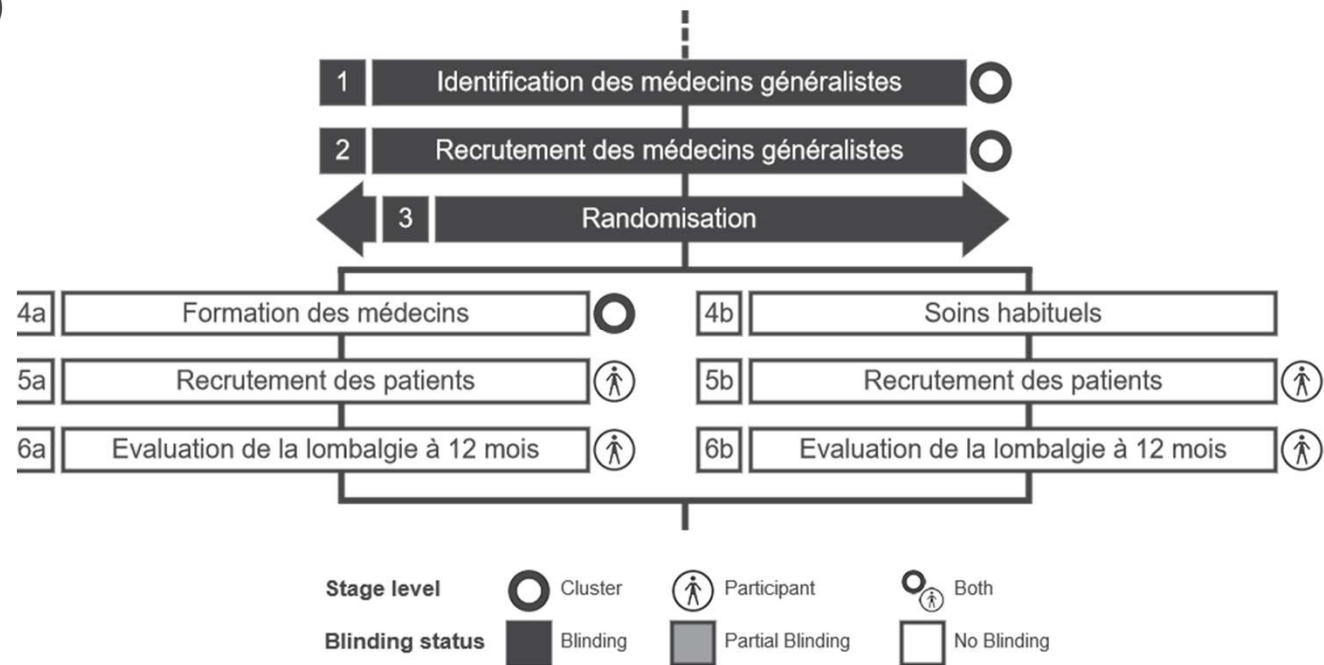 )
1 Identification des médecins généralistes
2 Recrutement des médecins généralistes
3 Randomisation
4a Formation des médecins 4b Soins habituels
5a Recrutement des patients 5b Recrutement des patients
6a Evaluation de la lombalgie à 12 mois 6b Evaluation de la lombalgie à 12 mois
Stage level Cluster Participant Both
Blinding status Blinding Partial Blinding No Blinding